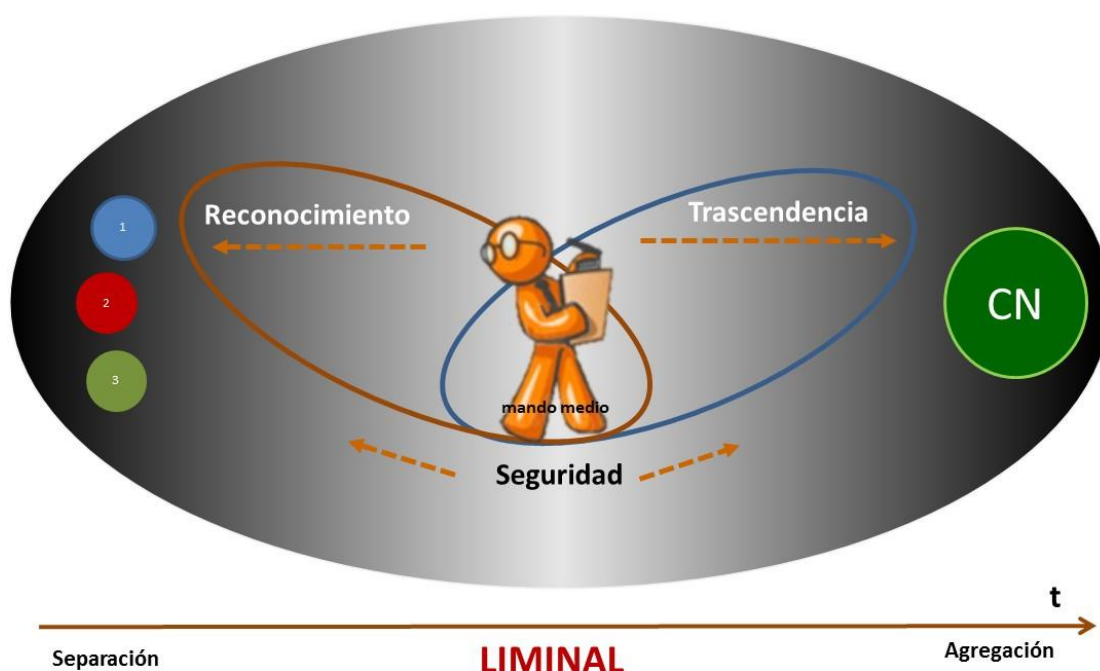 Reconocimiento
Trascendencia
1
2
3
CN
mando medio
Seguridad
t
Separación
LIMINAL
Agregación